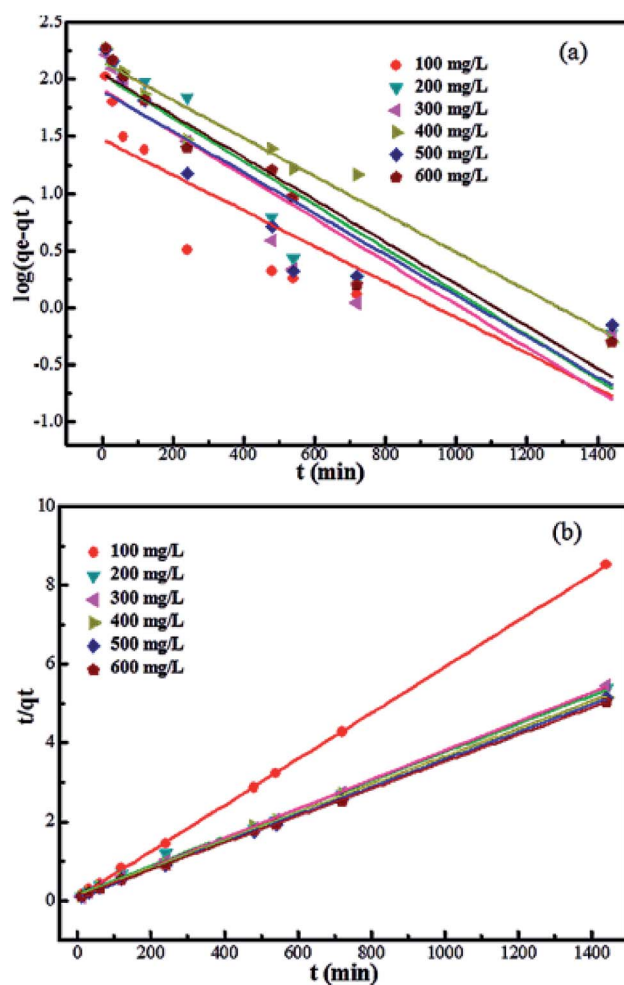 (a)
2.5
2.0
1.5
1.0
0.5
0.0
-0.5
-1.0
log(qe-qt )
100 mg/L
200 mg/L
300 mg/L
400 mg/L
500 mg/L
600 mg/L
0 200 400 600 800 1000 1200 1400
t (min)
(b)
10
8
6
4
2
0
t/qt
100 mg/L
200 mg/L
300 mg/L
400 mg/L
500 mg/L
600 mg/L
0 200 400 600 800 1000 1200 1400
t (min)